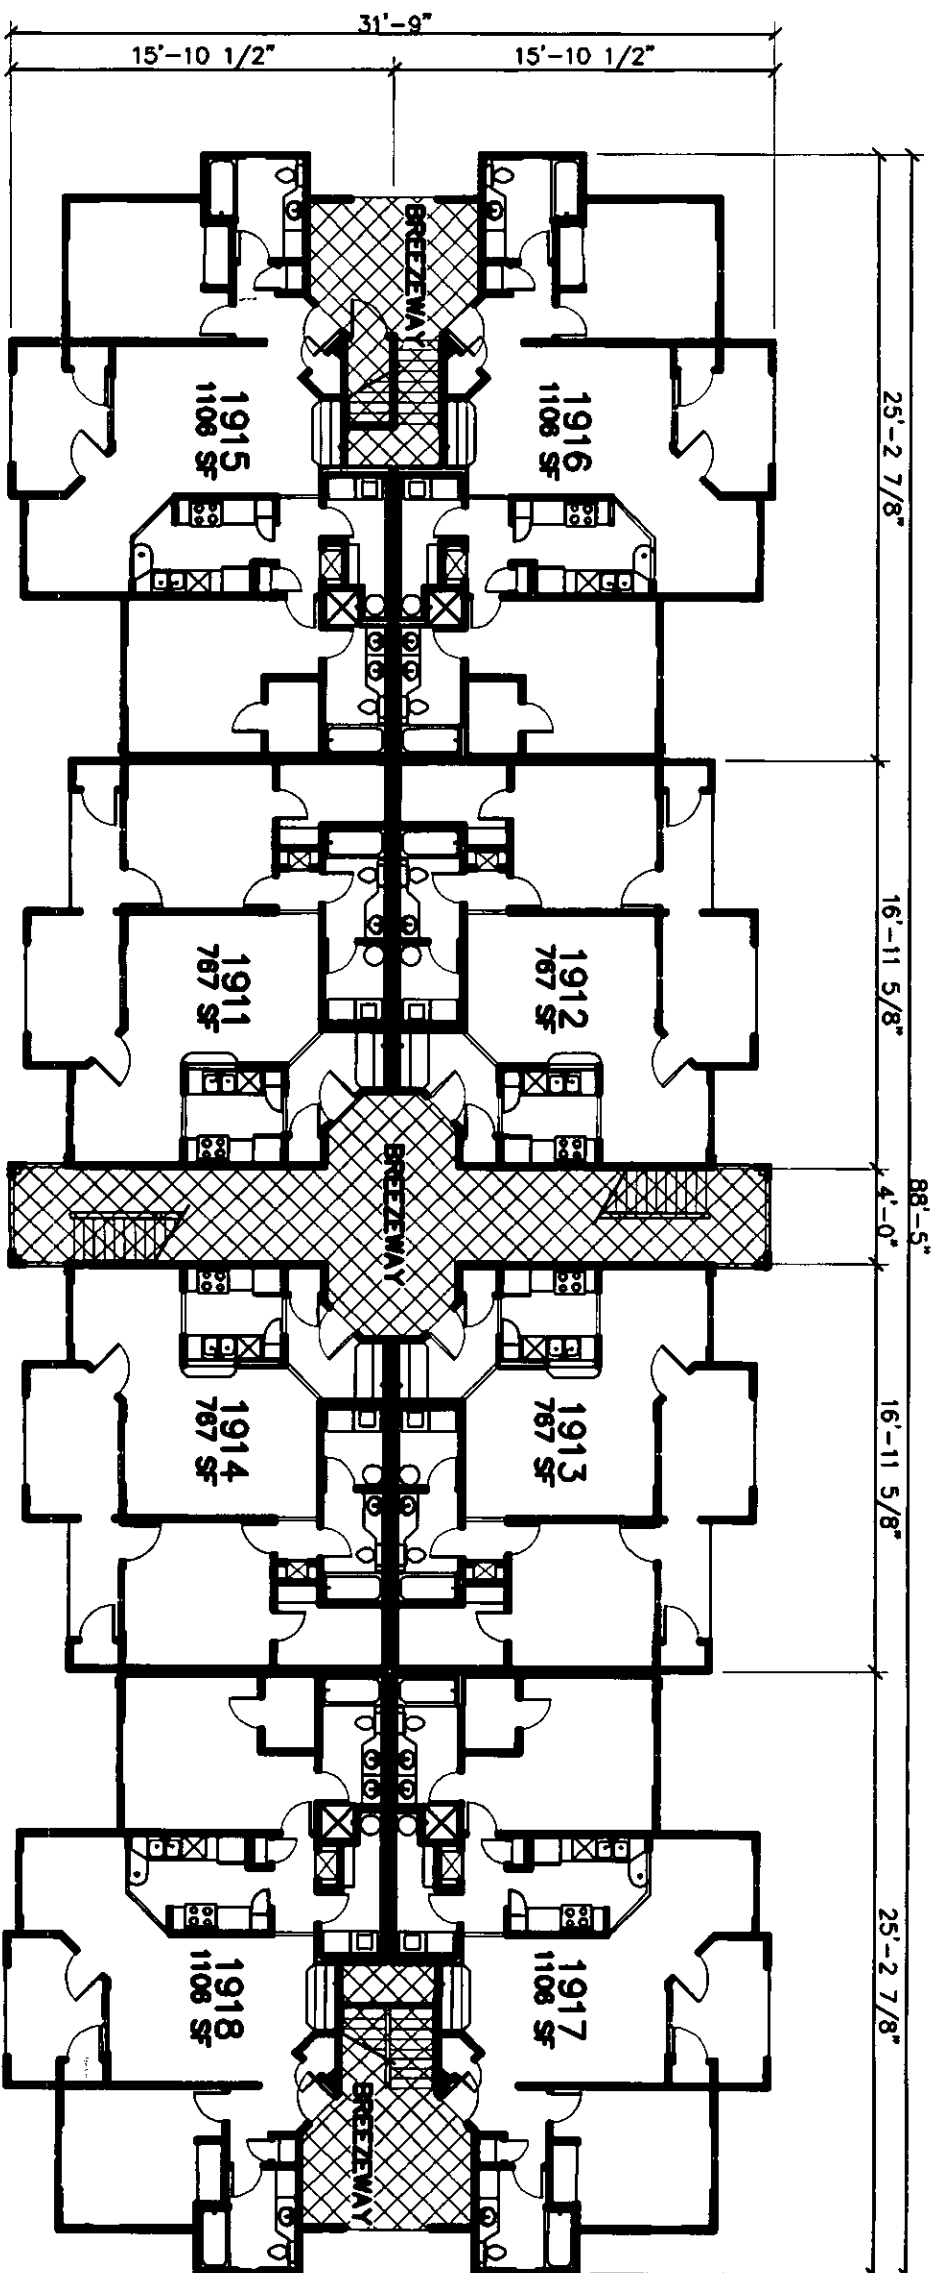 31'-9"
15'-10 1/2"
15'-10 1/2"
BREEZEWAY
25'-2 7/8"
1915
1106 SF
1916
1106 SF
88'-5"
16'-11 5/8"
1911
767 SF
1912
767 SF
BREEZEWAY
4'-0"
1914
767 SF
1913
767 SF
16'-11 5/8"
1918
1106 SF
1917
1106 SF
25'-2 7/8"
BREEZEWAY